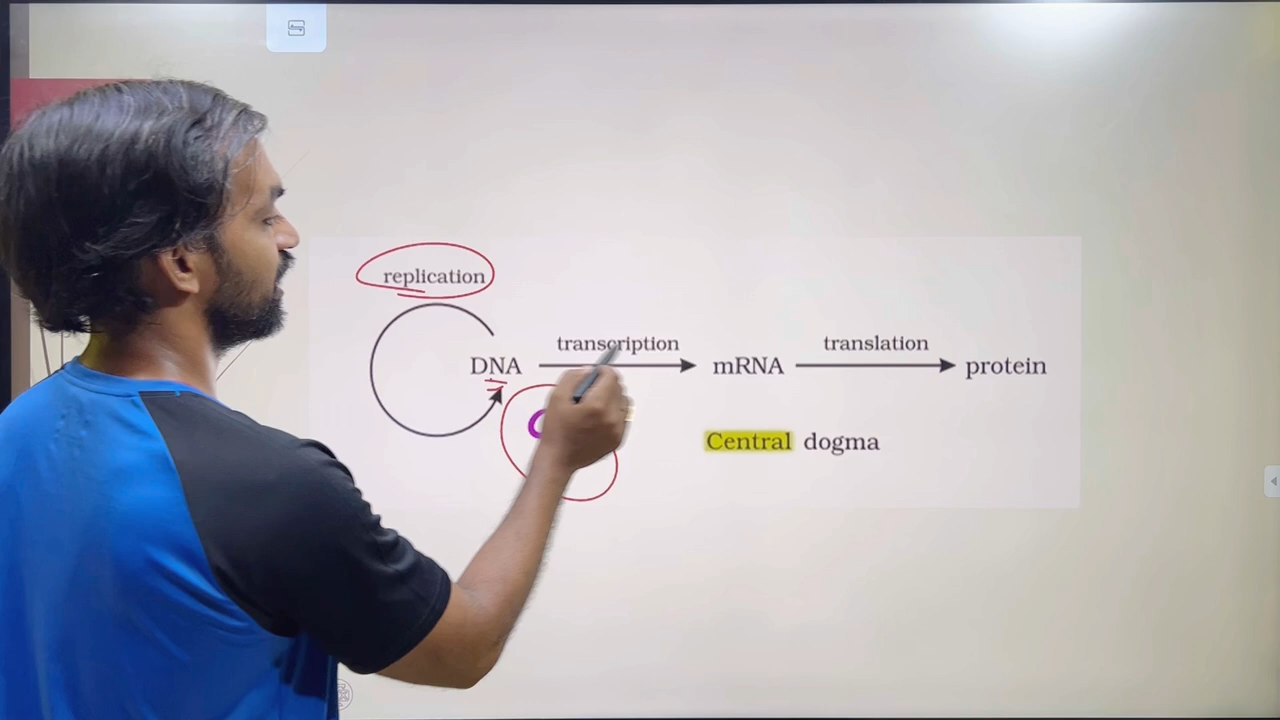 replication
transcription translation
DNA mRNA protein
Central dogma